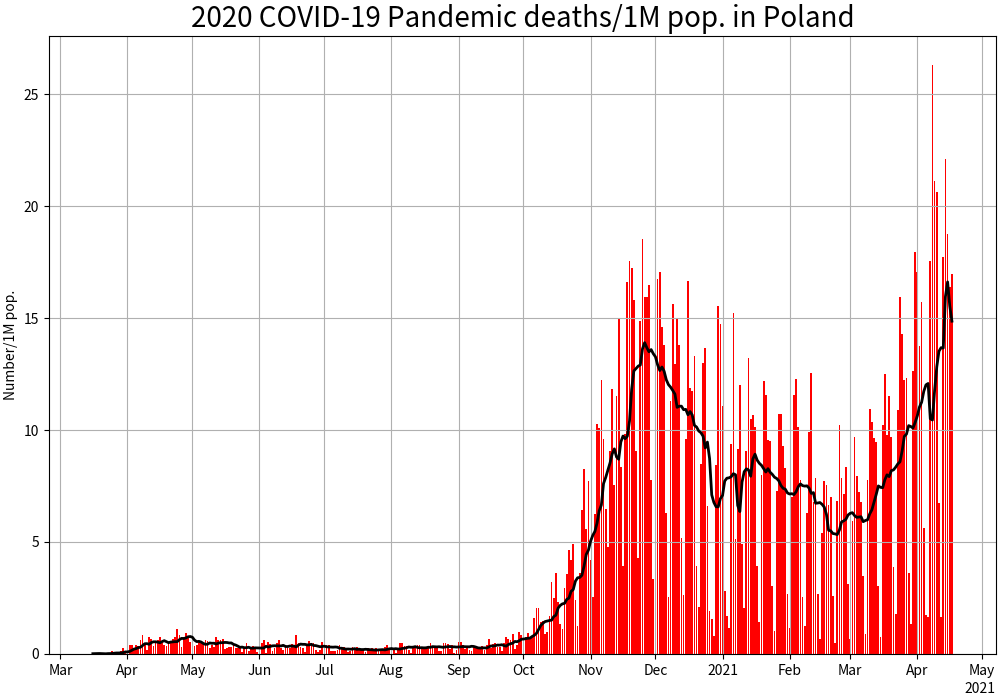 2020 COVID-19 Pandemic deaths/1M pop. in Poland
Number/1M pop.
25
20
15
10
5
0
Mar Apr May Jun Jul Aug Sep Oct Nov Dec 2021 Feb Mar Apr May
2021